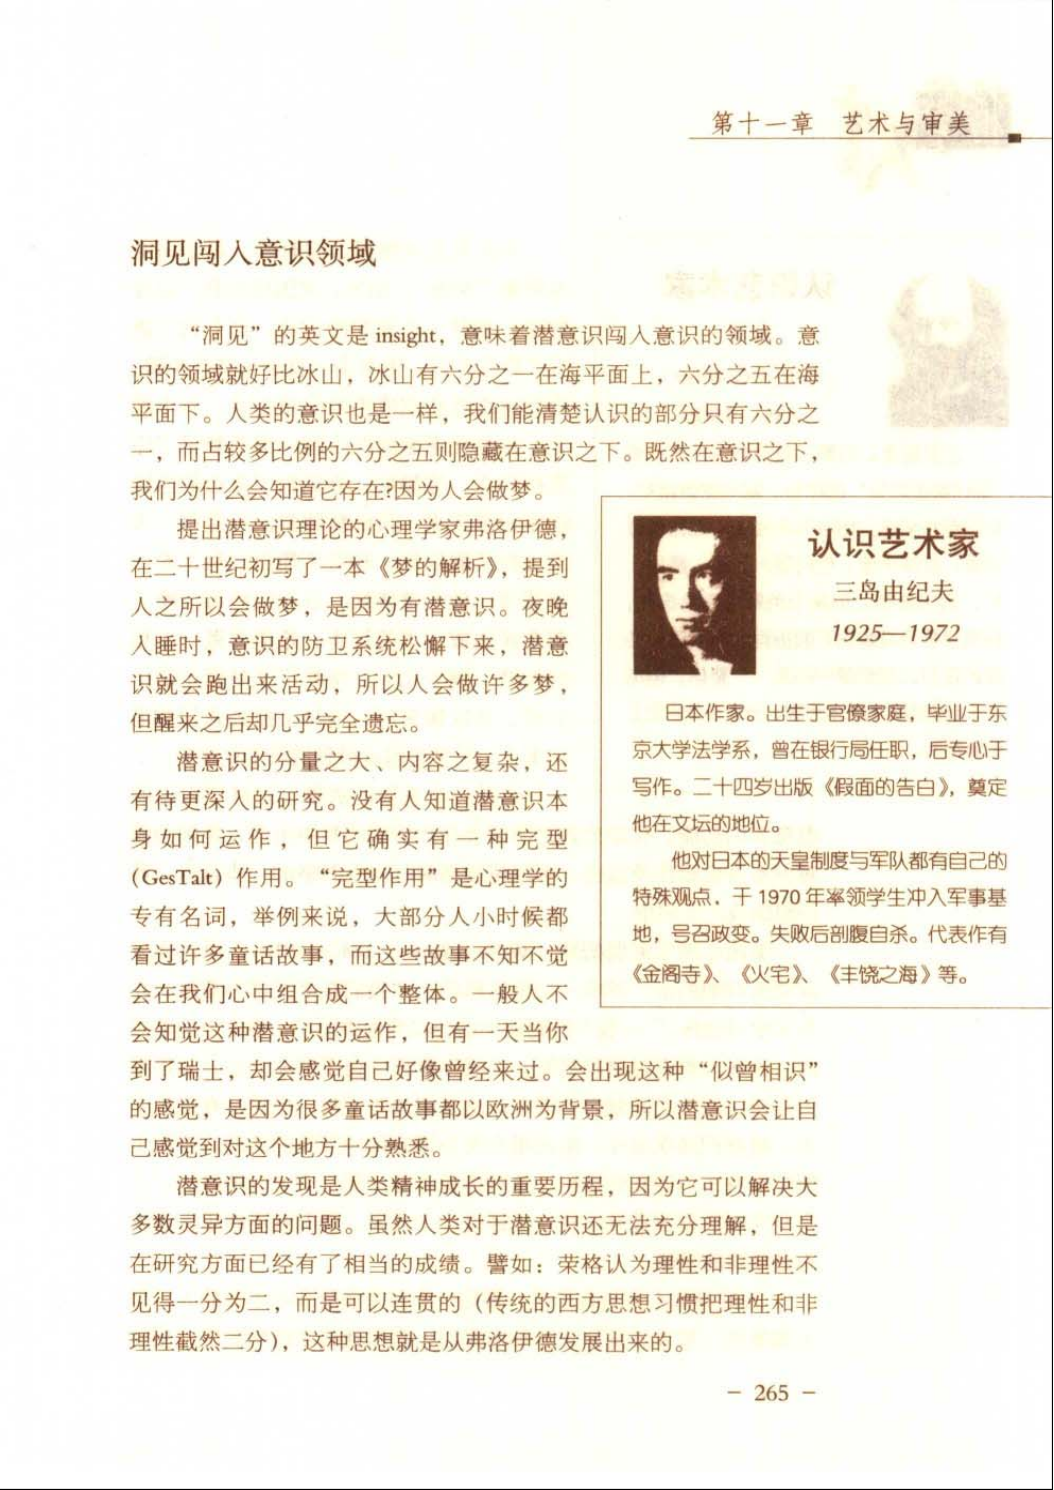 第十一章　艺术与审美
洞见闯入意识领域
“洞见”的英文是 insight，意味着潜意识闯入意识的领域。意
识的领域就好比冰山，冰山有六分之一在海平面上，六分之五在海
平面下。人类的意识也是一样，我们能清楚认识的部分只有六分之
一，而占较多比例的六分之五则隐藏在意识之下。既然在意识之下，
我们为什么会知道它存在?因为人会做梦。
提出潜意识理论的心理学家弗洛伊德，
在二十世纪初写了一本《梦的解析》，提到
人之所以会做梦，是因为有潜意识。夜晚
入睡时，意识的防卫系统松懈下来，潜意
识就会跑出来活动，所以人会做许多梦，
但醒来之后却几乎完全遗忘。
潜意识的分量之大、内容之复杂，还
有待更深入的研究。没有人知道潜意识本
身如何运作，但它确实有一种完型
(GesTalt) 作用。“完型作用”是心理学的
专有名词，举例来说，大部分人小时候都
看过许多童话故事，而这些故事不知不觉
会在我们心中组合成一个整体。一般人不
会知觉这种潜意识的运作，但有一天当你
到了瑞士，却会感觉自己好像曾经来过。会出现这种“似曾相识”
的感觉，是因为很多童话故事都以欧洲为背景，所以潜意识会让自
己感觉到对这个地方十分熟悉。
潜意识的发现是人类精神成长的重要历程，因为它可以解决大
多数灵异方面的问题。虽然人类对于潜意识还无法充分理解，但是
在研究方面已经有了相当的成绩。譬如：荣格认为理性和非理性不
见得一分为二，而是可以连贯的（传统的西方思想习惯把理性和非
理性截然二分），这种思想就是从弗洛伊德发展出来的。
认识艺术家
三岛由纪夫
1925—1972
日本作家。出生于官僚家庭，毕业于东
京大学法学系，曾在银行局任职，后专心于
写作。二十四岁出版《假面的告白》，奠定
他在文坛的地位。
他对日本的天皇制度与军队都有自己的
特殊观点，于 1970 年率领学生冲入军事基
地，号召政变。失败后剖腹自杀。代表作有
《金阁寺》、《火宅》、《丰饶之海》等。
－ 265 －